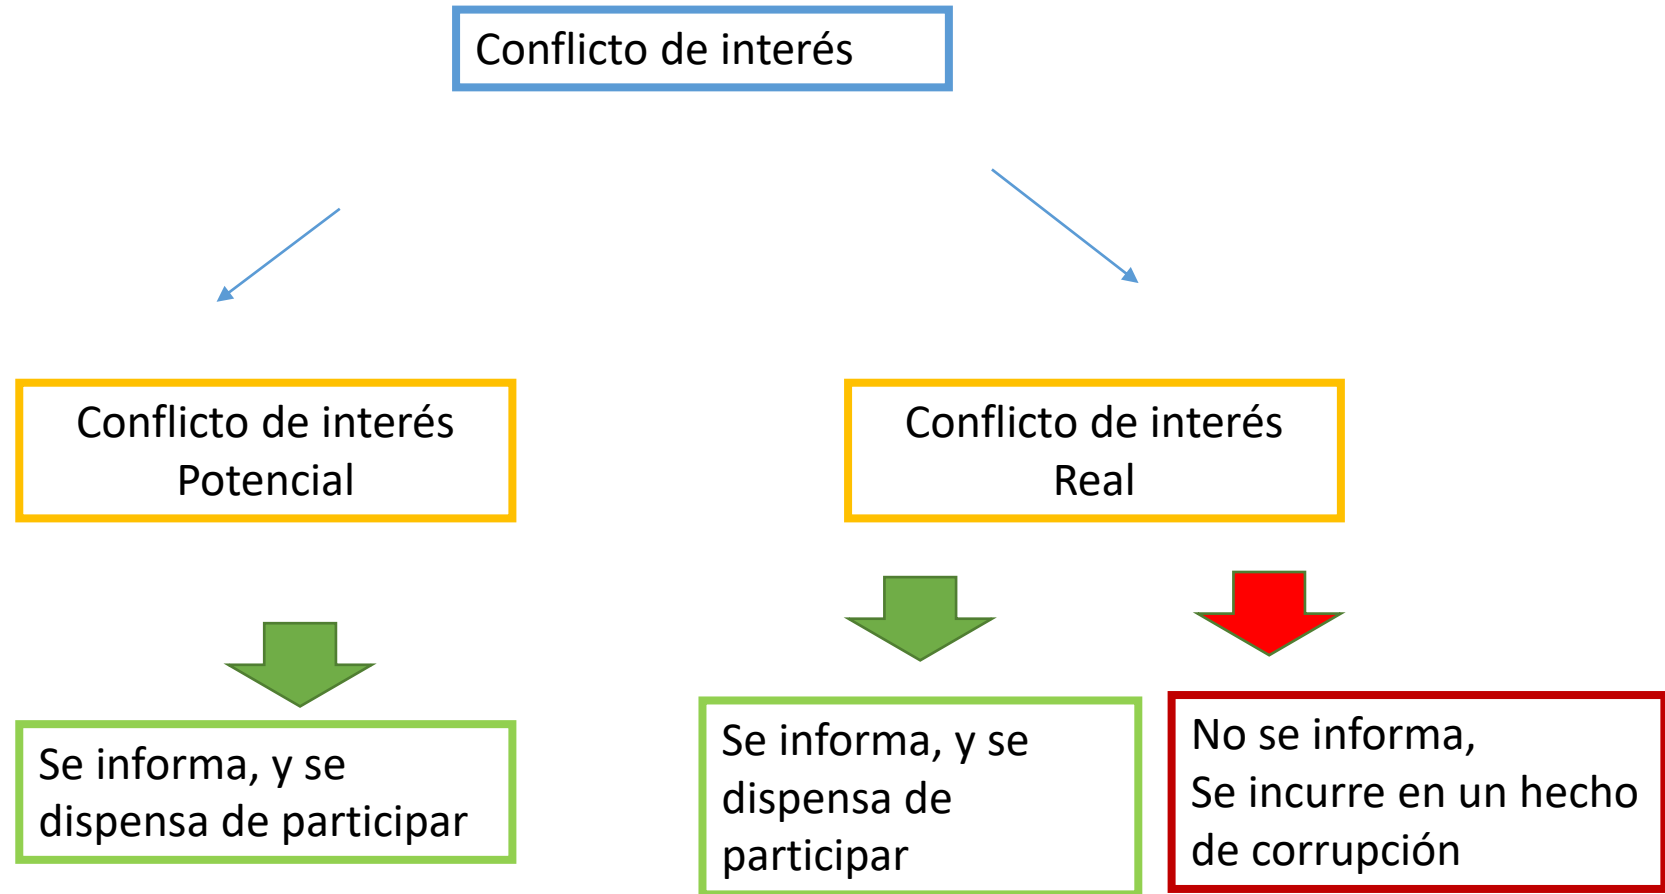 Conflicto de interés
Conflicto de interés
Potencial
Conflicto de interés
Real
Se informa, y se
dispensa de participar
Se informa, y se
dispensa de
participar
No se informa,
Se incurre en un hecho
de corrupción